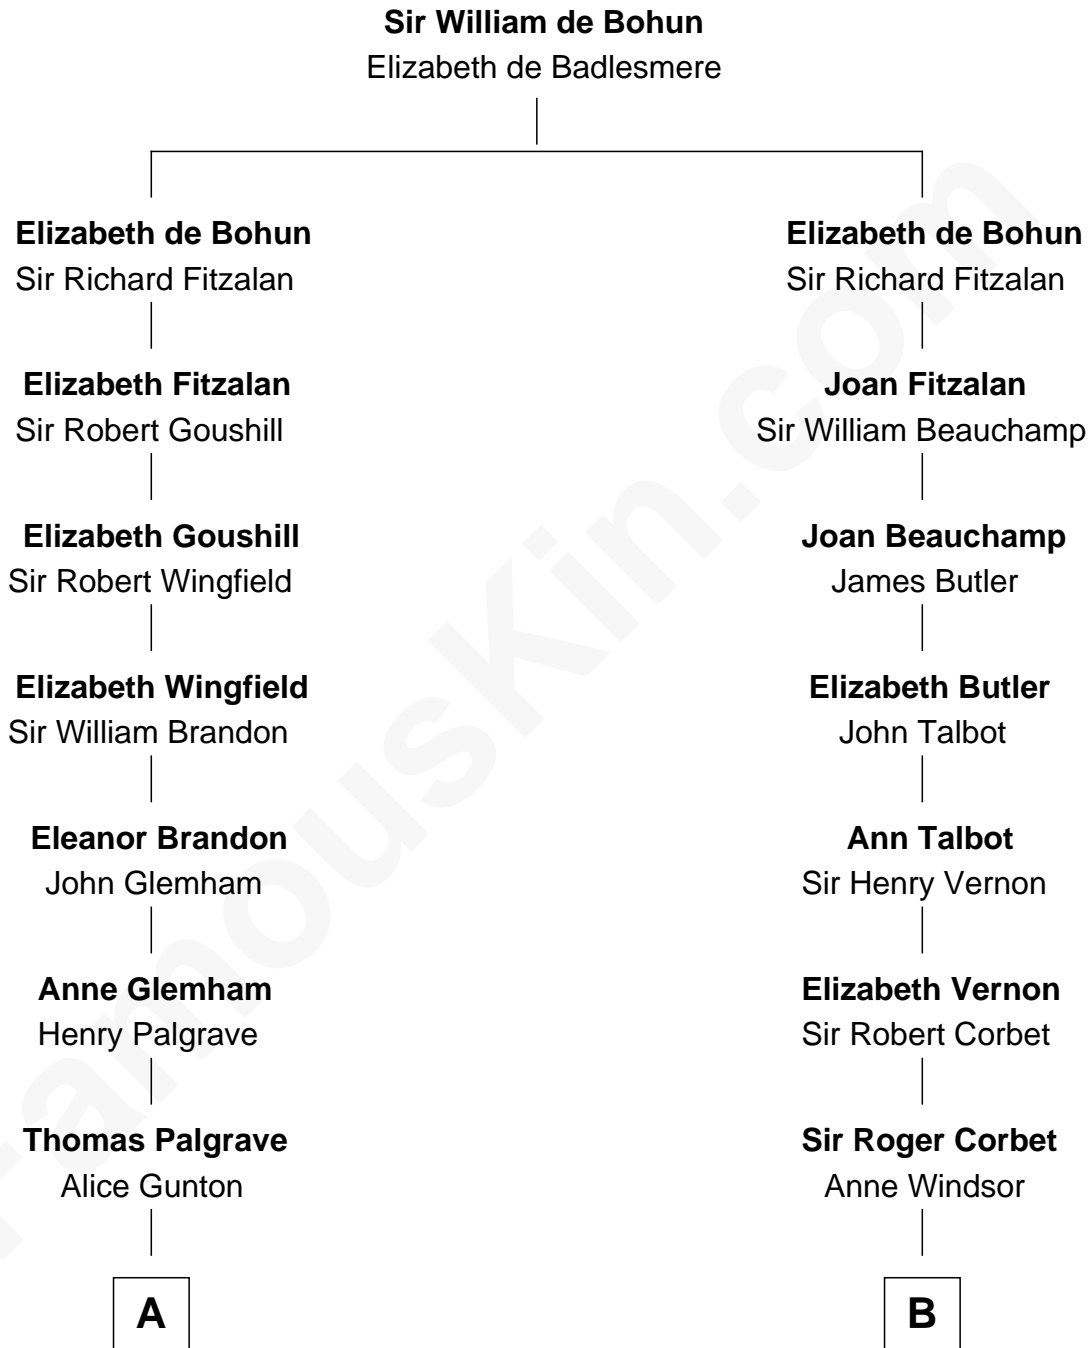 Sir William de Bohun
Elizabeth de Badlesmere
Elizabeth de Bohun
Sir Richard Fitzalan
Elizabeth de Bohun
Sir Richard Fitzalan
Elizabeth Fitzalan
Sir Robert Goushill
Joan Fitzalan
Sir William Beauchamp
Elizabeth Goushill
Sir Robert Wingfield
Joan Beauchamp
James Butler
Elizabeth Wingfield
Sir William Brandon
Elizabeth Butler
John Talbot
Eleanor Brandon
John Glemham
Ann Talbot
Sir Henry Vernon
Anne Glemham
Henry Palgrave
Elizabeth Vernon
Sir Robert Corbet
Thomas Palgrave
Alice Gunton
Sir Roger Corbet
Anne Windsor
A
B
FamousKin.com